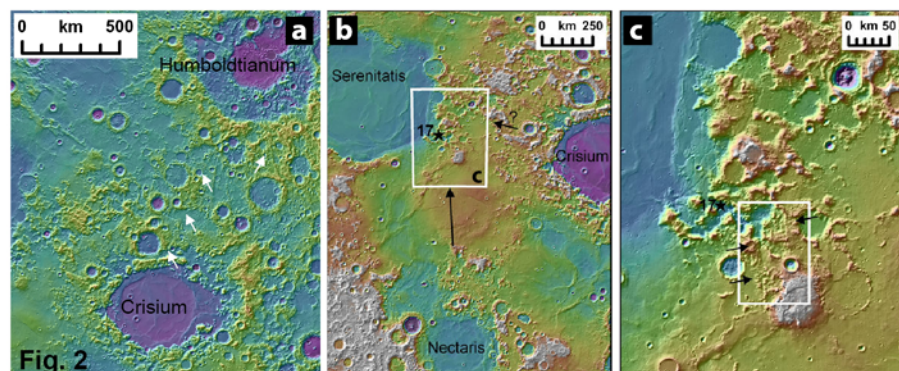 0 km 500
a
Humboldtianum
Crisium
Fig. 2
b
0 km 250
Serenitatis
?
17
Crisium
c
Nectaris
c
0 km 50
17